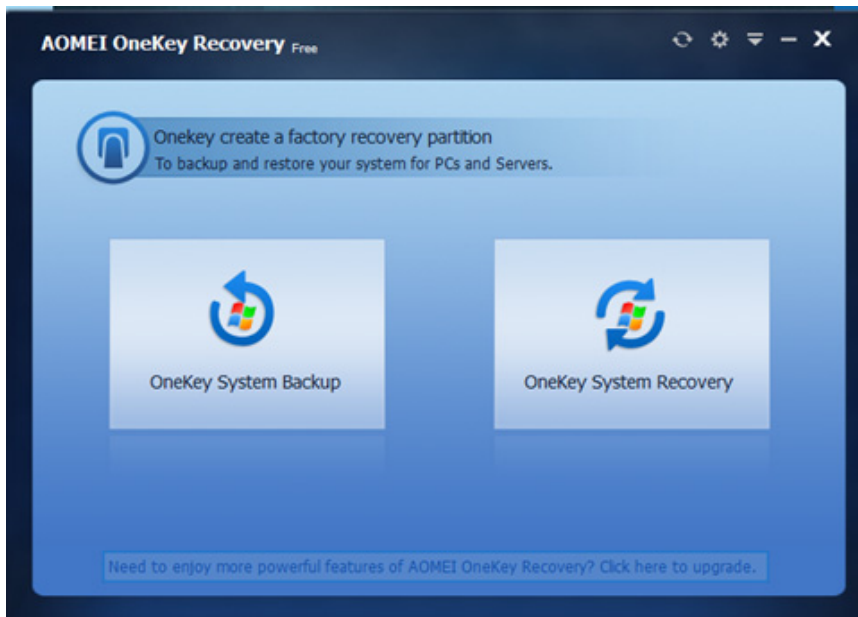 AOMEI OneKey Recovery Free
Onekey create a factory recovery partition
To backup and restore your system for PCs and Servers.
OneKey System Backup
OneKey System Recovery
Need to enjoy more powerful features of AOMEI OneKey Recovery? Click here to upgrade.